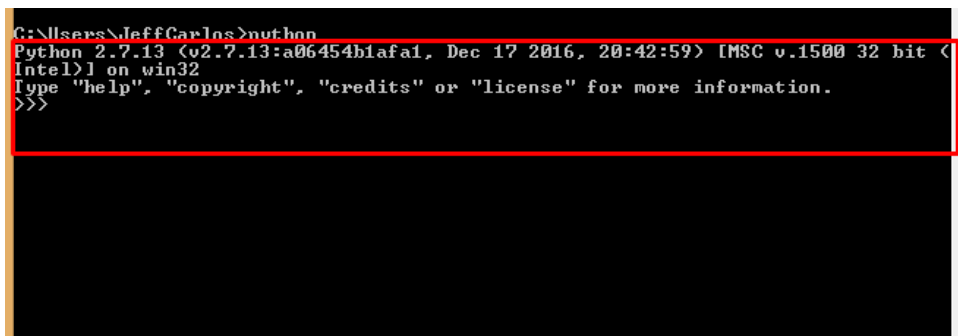 C:\Users\JeffCarlos>python
Python 2.7.13 (v2.7.13:a06454b1afa1, Dec 17 2016, 20:42:59) [MSC v.1500 32 bit (
Intel)] on win32
Type "help", "copyright", "credits" or "license" for more information.
>>>